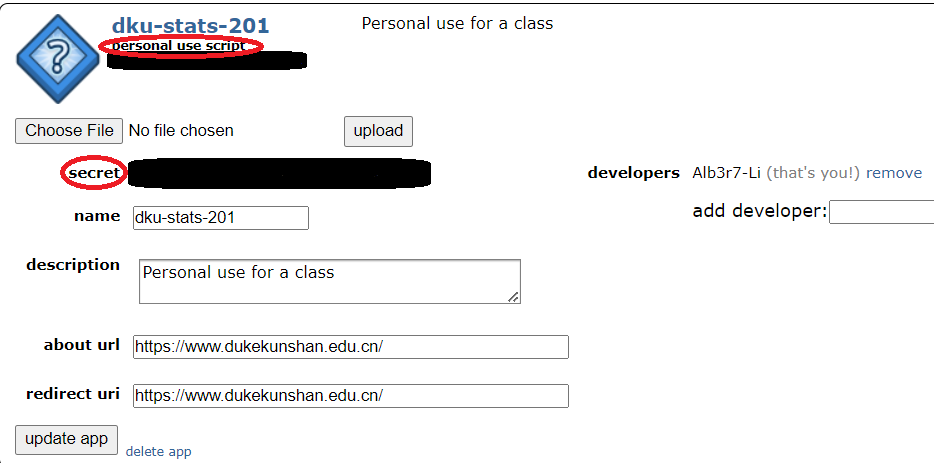 dku-stats-201 Personal use for a class
personal use script
Choose File No file chosen upload
secret developers Alb3r7-Li (that's you!) remove
name dku-stats-201 add developer:
description Personal use for a class
about url https://www.dukekunshan.edu.cn/
redirect uri https://www.dukekunshan.edu.cn/
update app delete app